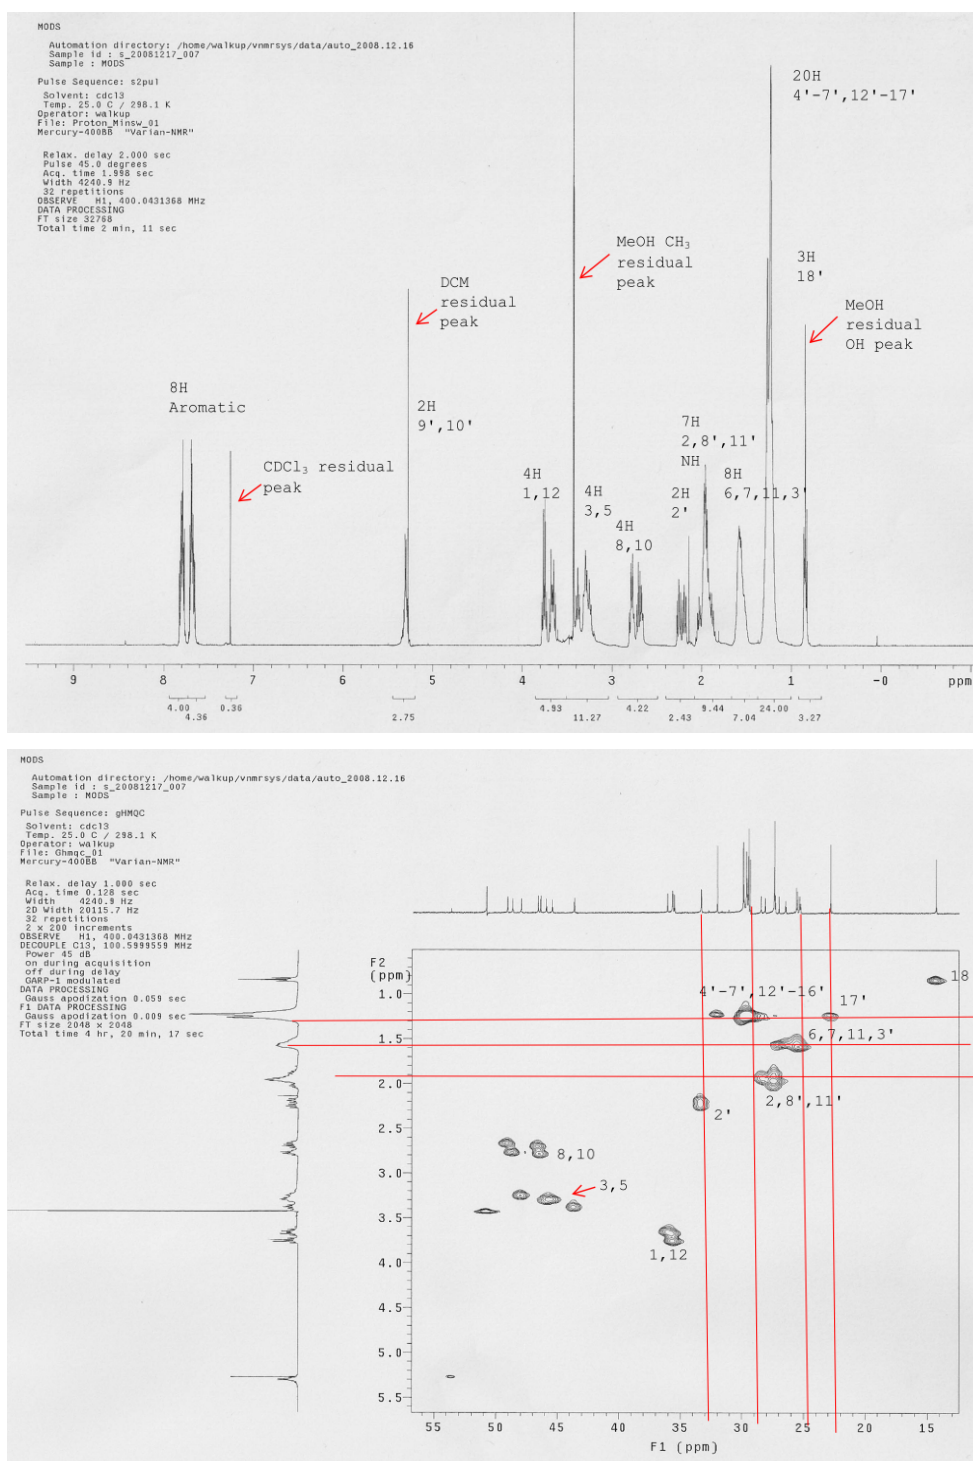 MODS
Automation directory: /home/walkup/vnmrsys/data/auto_2008.12.16
Sample id : s_20081217_007
Sample : MODS
Pulse Sequence: s2pul
Solvent: cdcl3
Temp. 25.0 C / 298.1 K
Operator: walkup
File: Proton_Minsw_01
Mercury-400BB "Varian-NMR"
Relax. delay 2.000 sec
Pulse 45.0 degrees
Acq. time 1.998 sec
Width 4240.9 Hz
32 repetitions
OBSERVE H1, 400.0431368 MHz
DATA PROCESSING
FT size 32768
Total time 2 min, 11 sec
20H
4'-7',12'-17'
MeOH CH3
residual
peak
3H
18'
DCM
residual
peak
MeOH
residual
OH peak
8H
Aromatic
2H
9',10'
7H
2,8',11'
NH
CDCl3 residual
peak
4H
1,12
4H
3,5
4H
8,10
2H
2'
8H
6,7,11,3'
9 8 7 6 5 4 3 2 1 -0 ppm
4.00 0.36 4.93 4.22 9.44 24.00
4.36 2.75 11.27 2.43 7.04 3.27
MODS
Automation directory: /home/walkup/vnmrsys/data/auto_2008.12.16
Sample id : s_20081217_007
Sample : MODS
Pulse Sequence: gHMQC
Solvent: cdcl3
Temp. 25.0 C / 298.1 K
Operator: walkup
File: Ghmqc_01
Mercury-400BB "Varian-NMR"
Relax. delay 1.000 sec
Acq. time 0.128 sec
Width 4240.9 Hz
2D Width 20115.7 Hz
32 repetitions
2 x 200 increments
OBSERVE H1, 400.0431368 MHz
DECOUPLE C13, 100.5999559 MHz
Power 45 dB
on during acquisition
off during delay
GARP-1 modulated
DATA PROCESSING
Gauss apodization 0.059 sec
F1 DATA PROCESSING
Gauss apodization 0.009 sec
FT size 2048 x 2048
Total time 4 hr, 20 min, 17 sec
F2
(ppm)
1.0
1.5
2.0
2.5
3.0
3.5
4.0
4.5
5.0
5.5
18
4'-7',12'-16'
17'
6,7,11,3'
2,8',11'
2'
8,10
3,5
1,12
55 50 45 40 35 30 25 20 15
F1 (ppm)